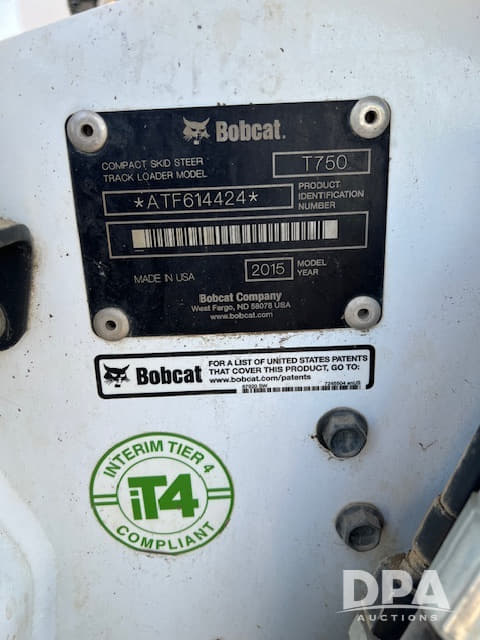 Bobcat.
COMPACT SKID STEER
TRACK LOADER MODEL
T750
*ATF614424*
PRODUCT
IDENTIFICATION
NUMBER
MADE IN USA
2015
MODEL
YEAR
Bobcat Company
West Fargo, ND 58078 USA
www.bobcat.com
Bobcat
FOR A LIST OF UNITED STATES PATENTS
THAT COVER THIS PRODUCT, GO TO:
www.bobcat.com/patents
7245504 enUS
INTERIM TIER 4
iT4
COMPLIANT
DPA
AUCTIONS